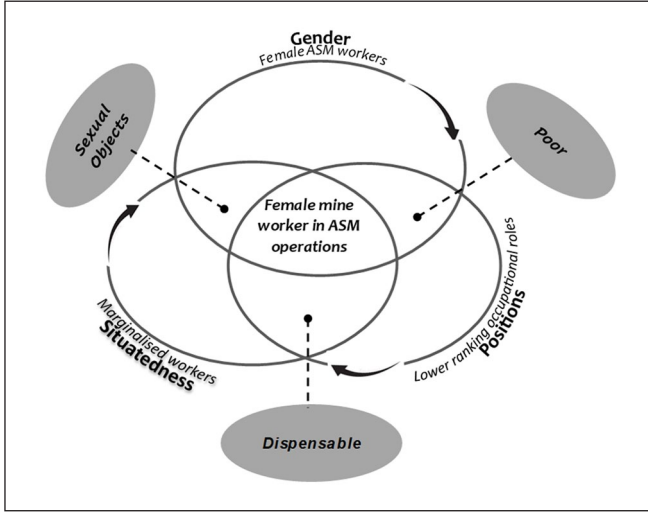 Gender
Female ASM workers
Sexual
Objects
Poor
Female mine
worker in ASM
operations
Marginalised workers
Situatedness
Lower ranking occupational roles
Positions
Dispensable